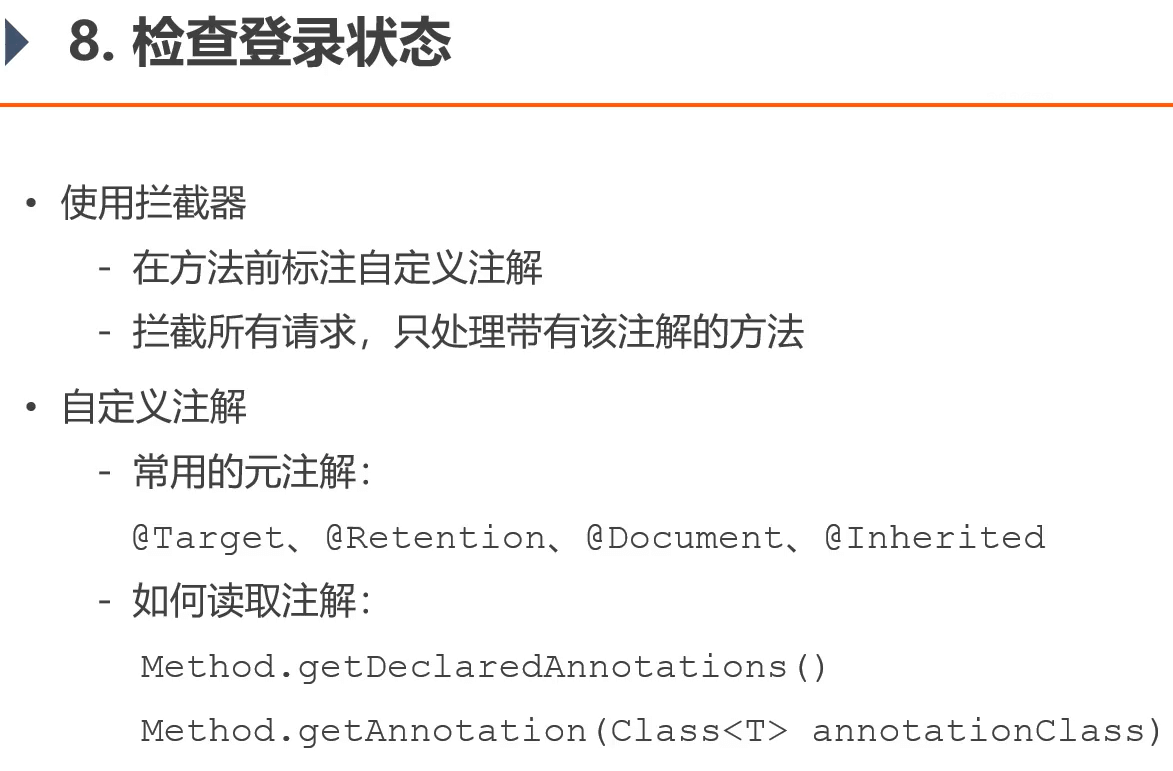 8. 检查登录状态
• 使用拦截器
- 在方法前标注自定义注解
- 拦截所有请求，只处理带有该注解的方法
• 自定义注解
- 常用的元注解：
@Target、@Retention、@Document、@Inherited
- 如何读取注解：
Method.getDeclaredAnnotations()
Method.getAnnotation(Class<T> annotationClass)